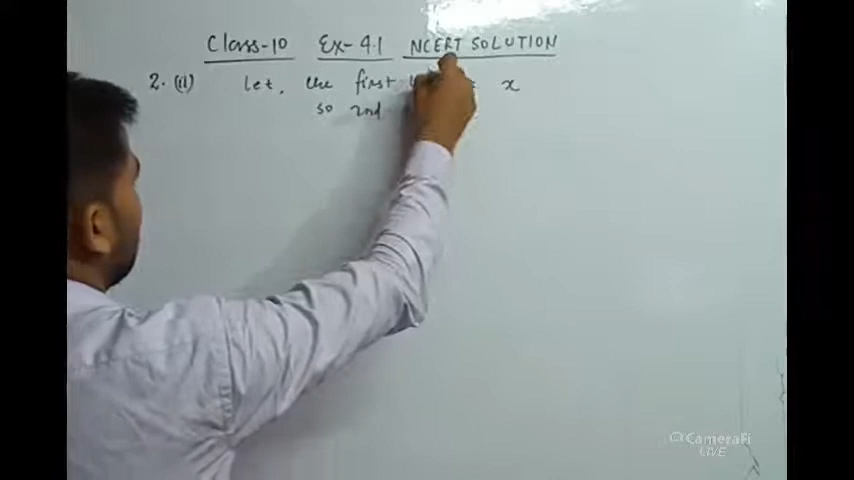 Class-10 Ex-4.1 NCERT SOLUTION
2. (ii) let, the first = x
so 2nd
CameraFi
LIVE